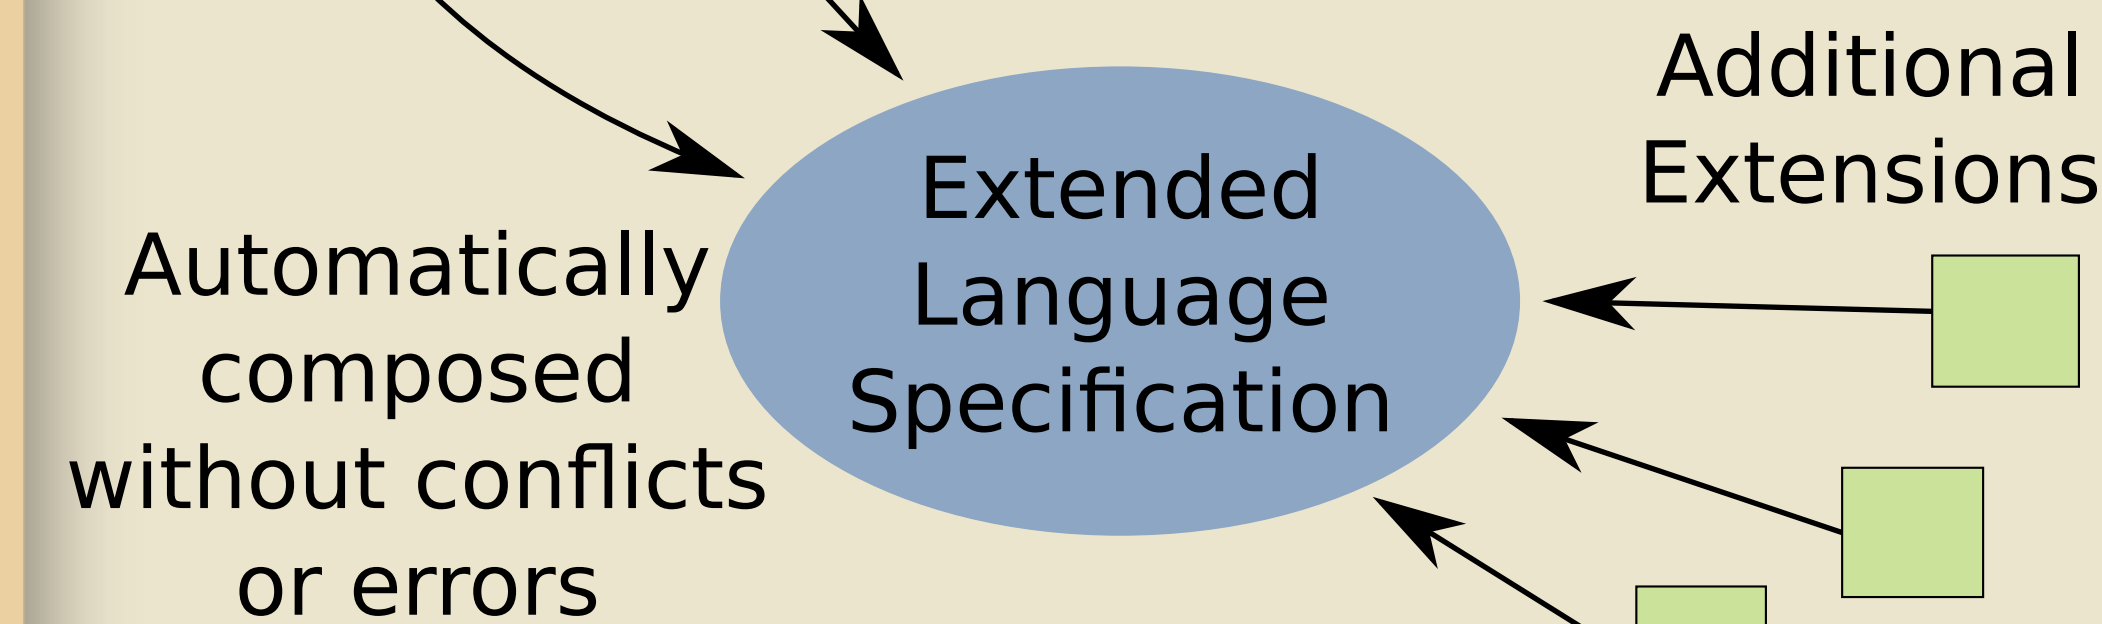 Additional
Extensions
Extended
Language
Specification
Automatically
composed
without conflicts
or errors